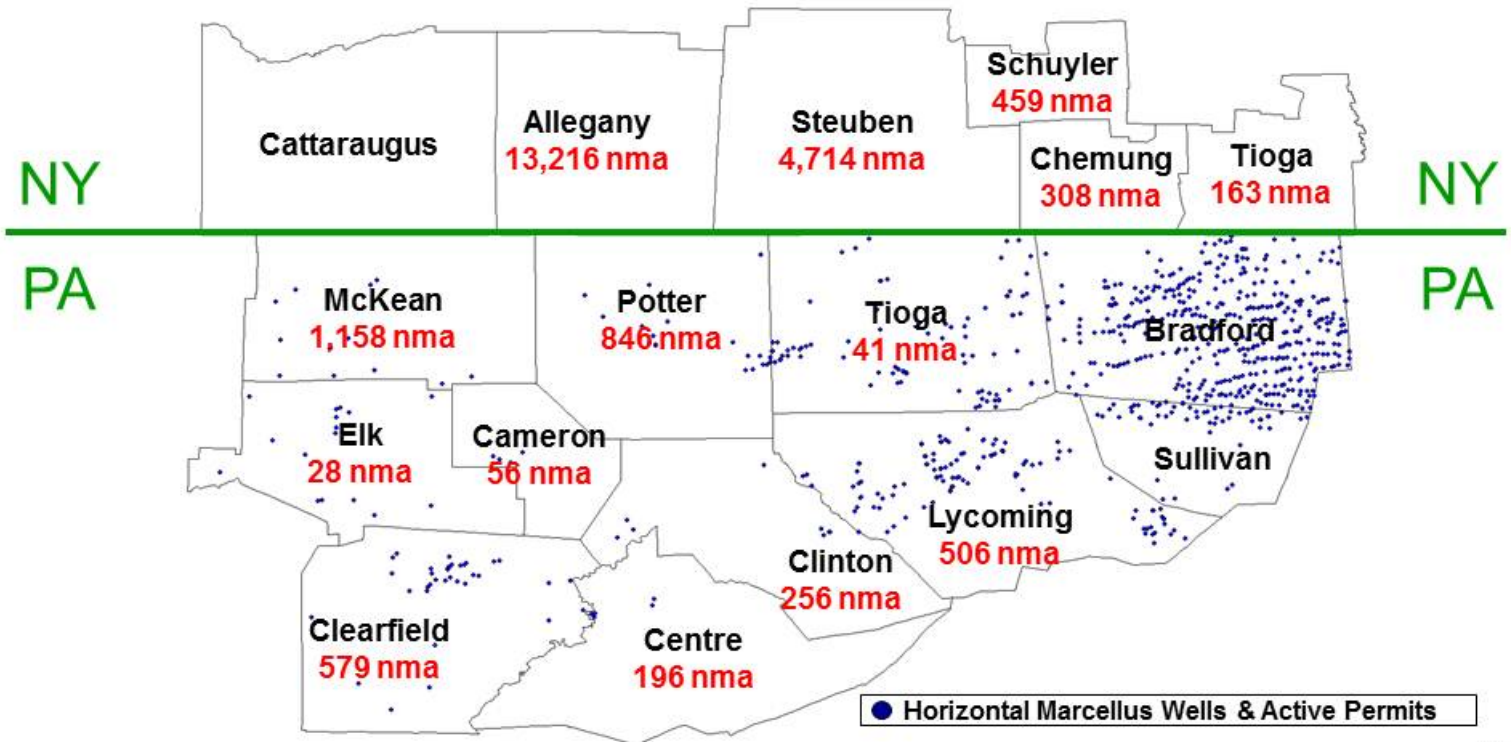 NY
Cattaraugus
Allegany
13,216 nma
Steuben
4,714 nma
Schuyler
459 nma
Chemung
308 nma
Tioga
163 nma
NY
PA
McKean
1,158 nma
Potter
846 nma
Tioga
41 nma
Bradford
PA
Elk
28 nma
Cameron
56 nma
Sullivan
Lycoming
506 nma
Clinton
256 nma
Clearfield
579 nma
Centre
196 nma
Horizontal Marcellus Wells & Active Permits